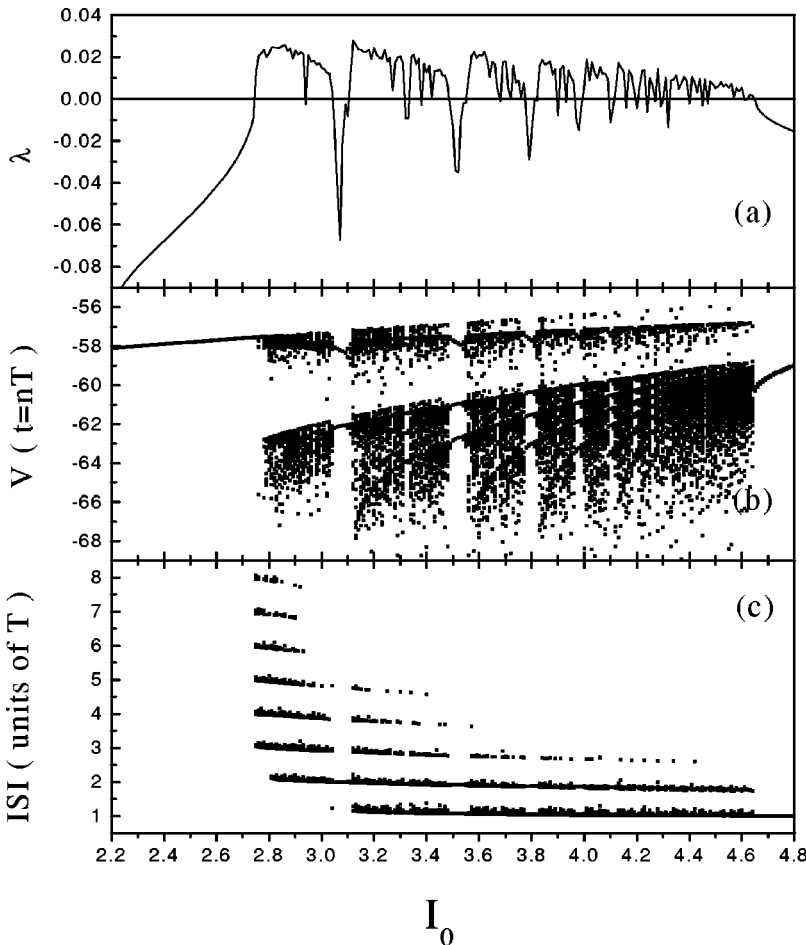 0.04
0.02
0.00
-0.02
-0.04
-0.06
-0.08
λ
(a)
-56
-58
-60
-62
-64
-66
-68
V ( t=nT )
(b)
8
7
6
5
4
3
2
1
ISI ( units of T )
(c)
2.2 2.4 2.6 2.8 3.0 3.2 3.4 3.6 3.8 4.0 4.2 4.4 4.6 4.8
I₀